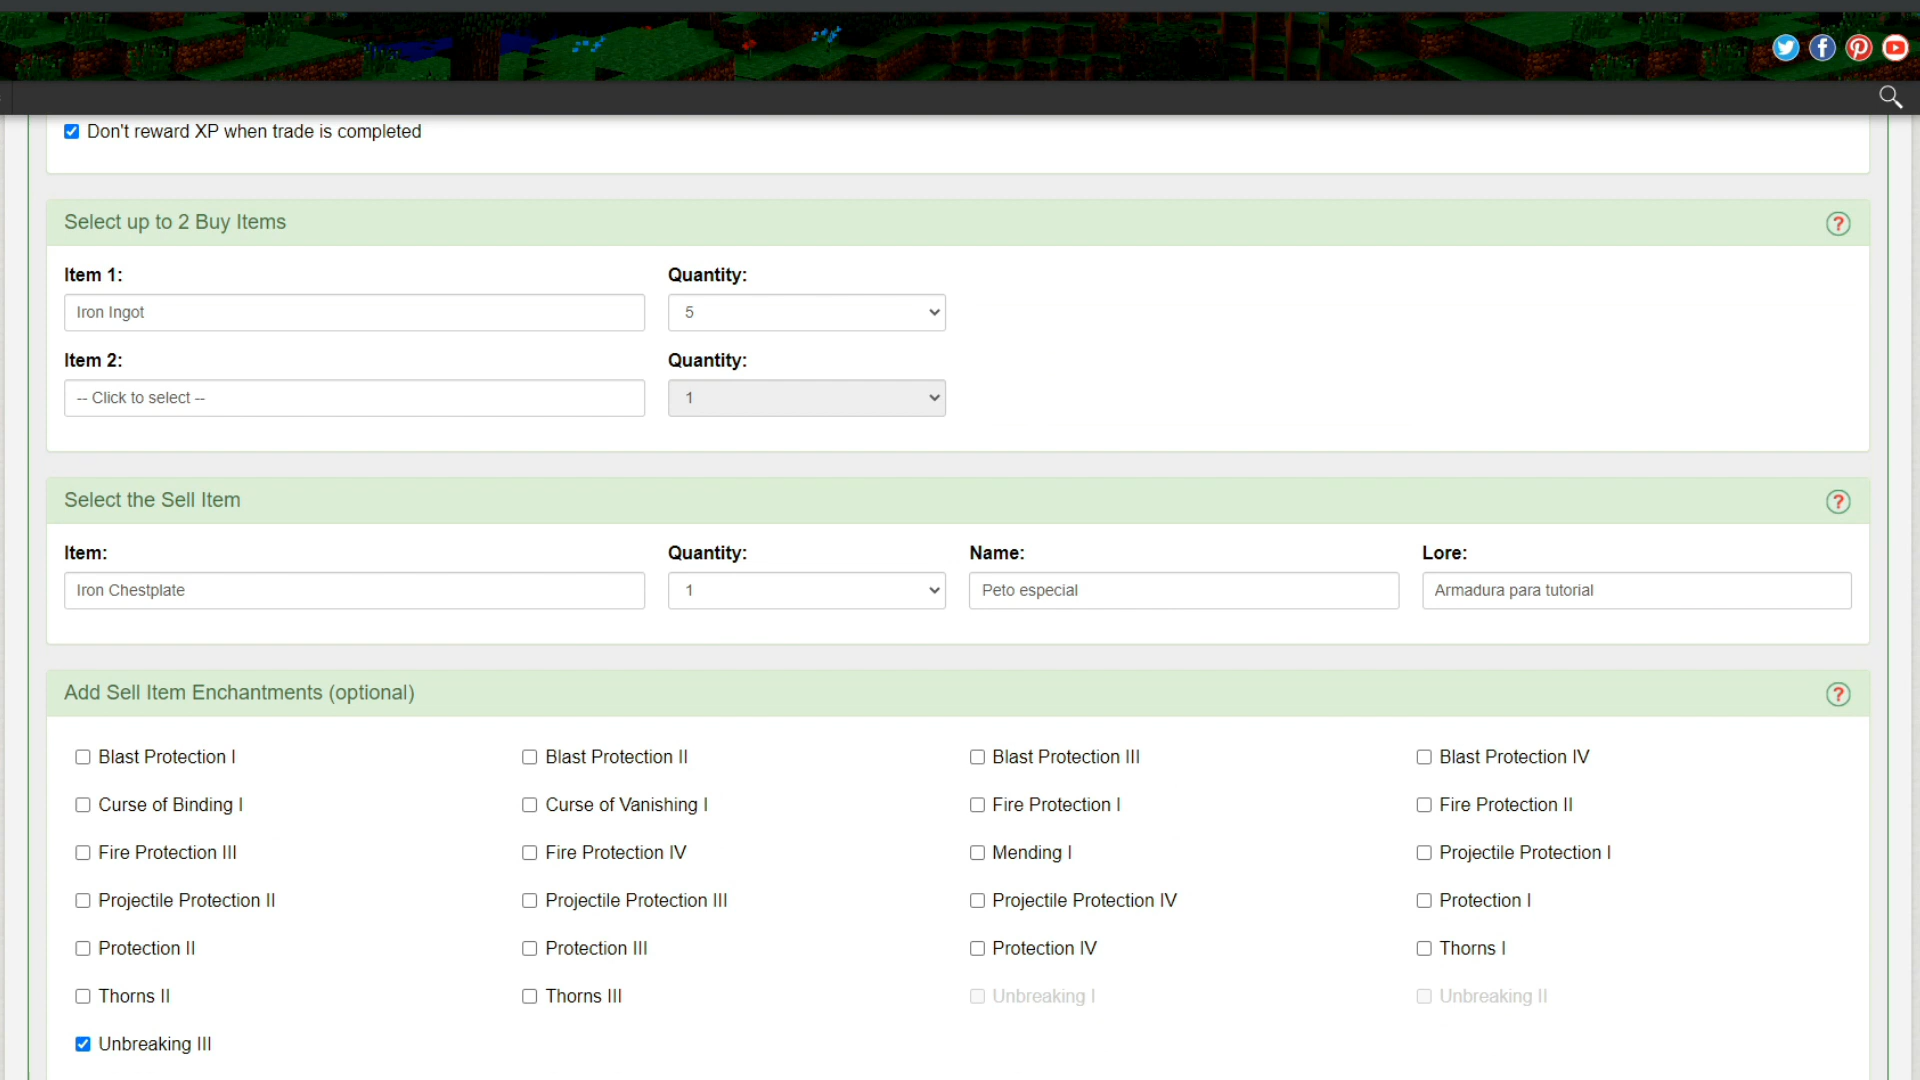 Don't reward XP when trade is completed
Select up to 2 Buy Items
?
Item 1:
Quantity:
Iron Ingot
5
Item 2:
Quantity:
-- Click to select --
1
Select the Sell Item
?
Item:
Quantity:
Name:
Lore:
Iron Chestplate
1
Peto especial
Armadura para tutorial
Add Sell Item Enchantments (optional)
?
Blast Protection I
Blast Protection II
Blast Protection III
Blast Protection IV
Curse of Binding I
Curse of Vanishing I
Fire Protection I
Fire Protection II
Fire Protection III
Fire Protection IV
Mending I
Projectile Protection I
Projectile Protection II
Projectile Protection III
Projectile Protection IV
Protection I
Protection II
Protection III
Protection IV
Thorns I
Thorns II
Thorns III
Unbreaking I
Unbreaking II
Unbreaking III